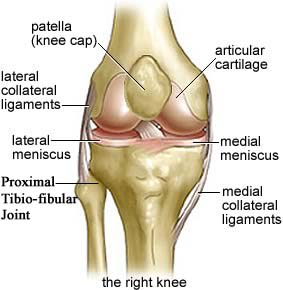 patella
(knee cap)
articular
cartilage
lateral
collateral
ligaments
lateral
meniscus
medial
meniscus
Proximal
Tibio-fibular
Joint
medial
collateral
ligaments
the right knee